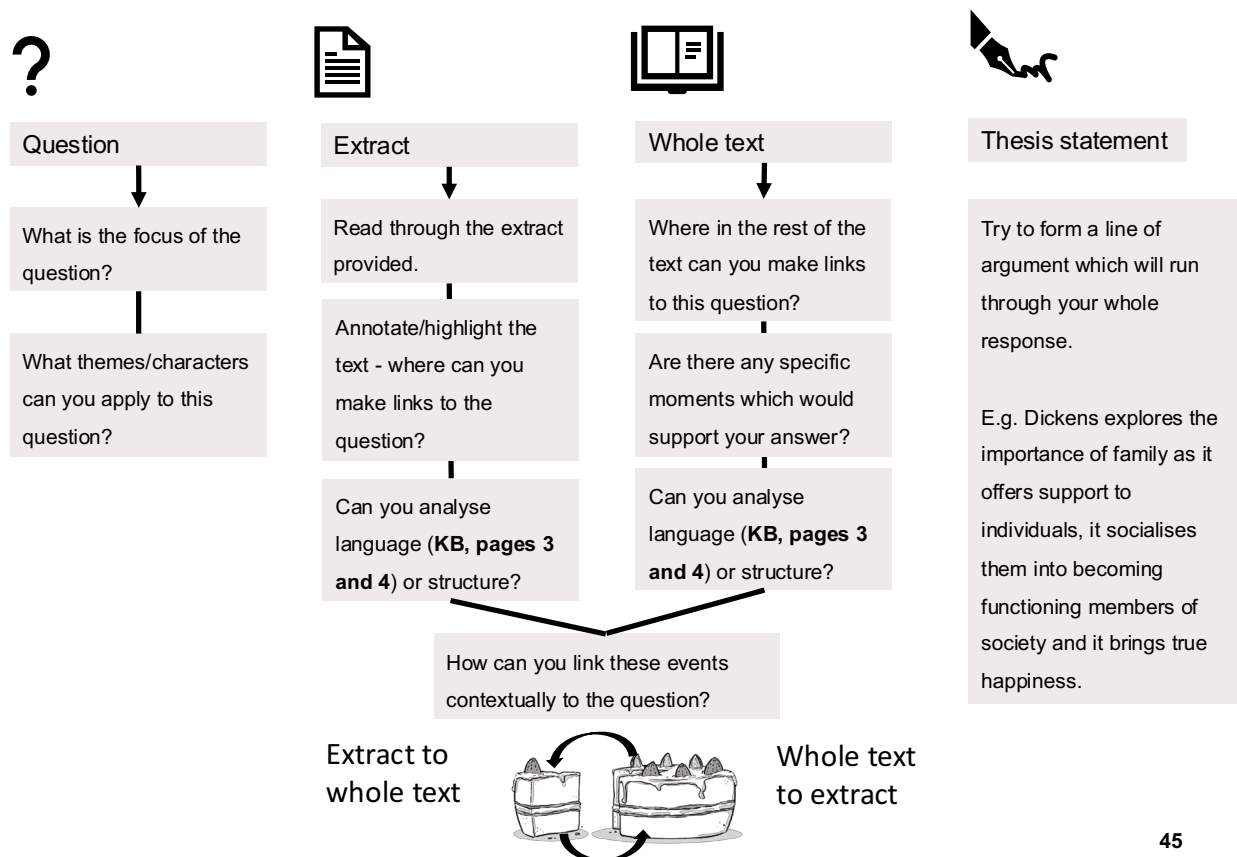 Question
What is the focus of the
question?
What themes/characters
can you apply to this
question?
Extract
Read through the extract
provided.
Annotate/highlight the
text - where can you
make links to the
question?
Can you analyse
language (KB, pages 3
and 4) or structure?
Whole text
Where in the rest of the
text can you make links
to this question?
Are there any specific
moments which would
support your answer?
Can you analyse
language (KB, pages 3
and 4) or structure?
How can you link these events
contextually to the question?
Extract to
whole text
Whole text
to extract
Thesis statement
Try to form a line of
argument which will run
through your whole
response.
E.g. Dickens explores the
importance of family as it
offers support to
individuals, it socialises
them into becoming
functioning members of
society and it brings true
happiness.
45